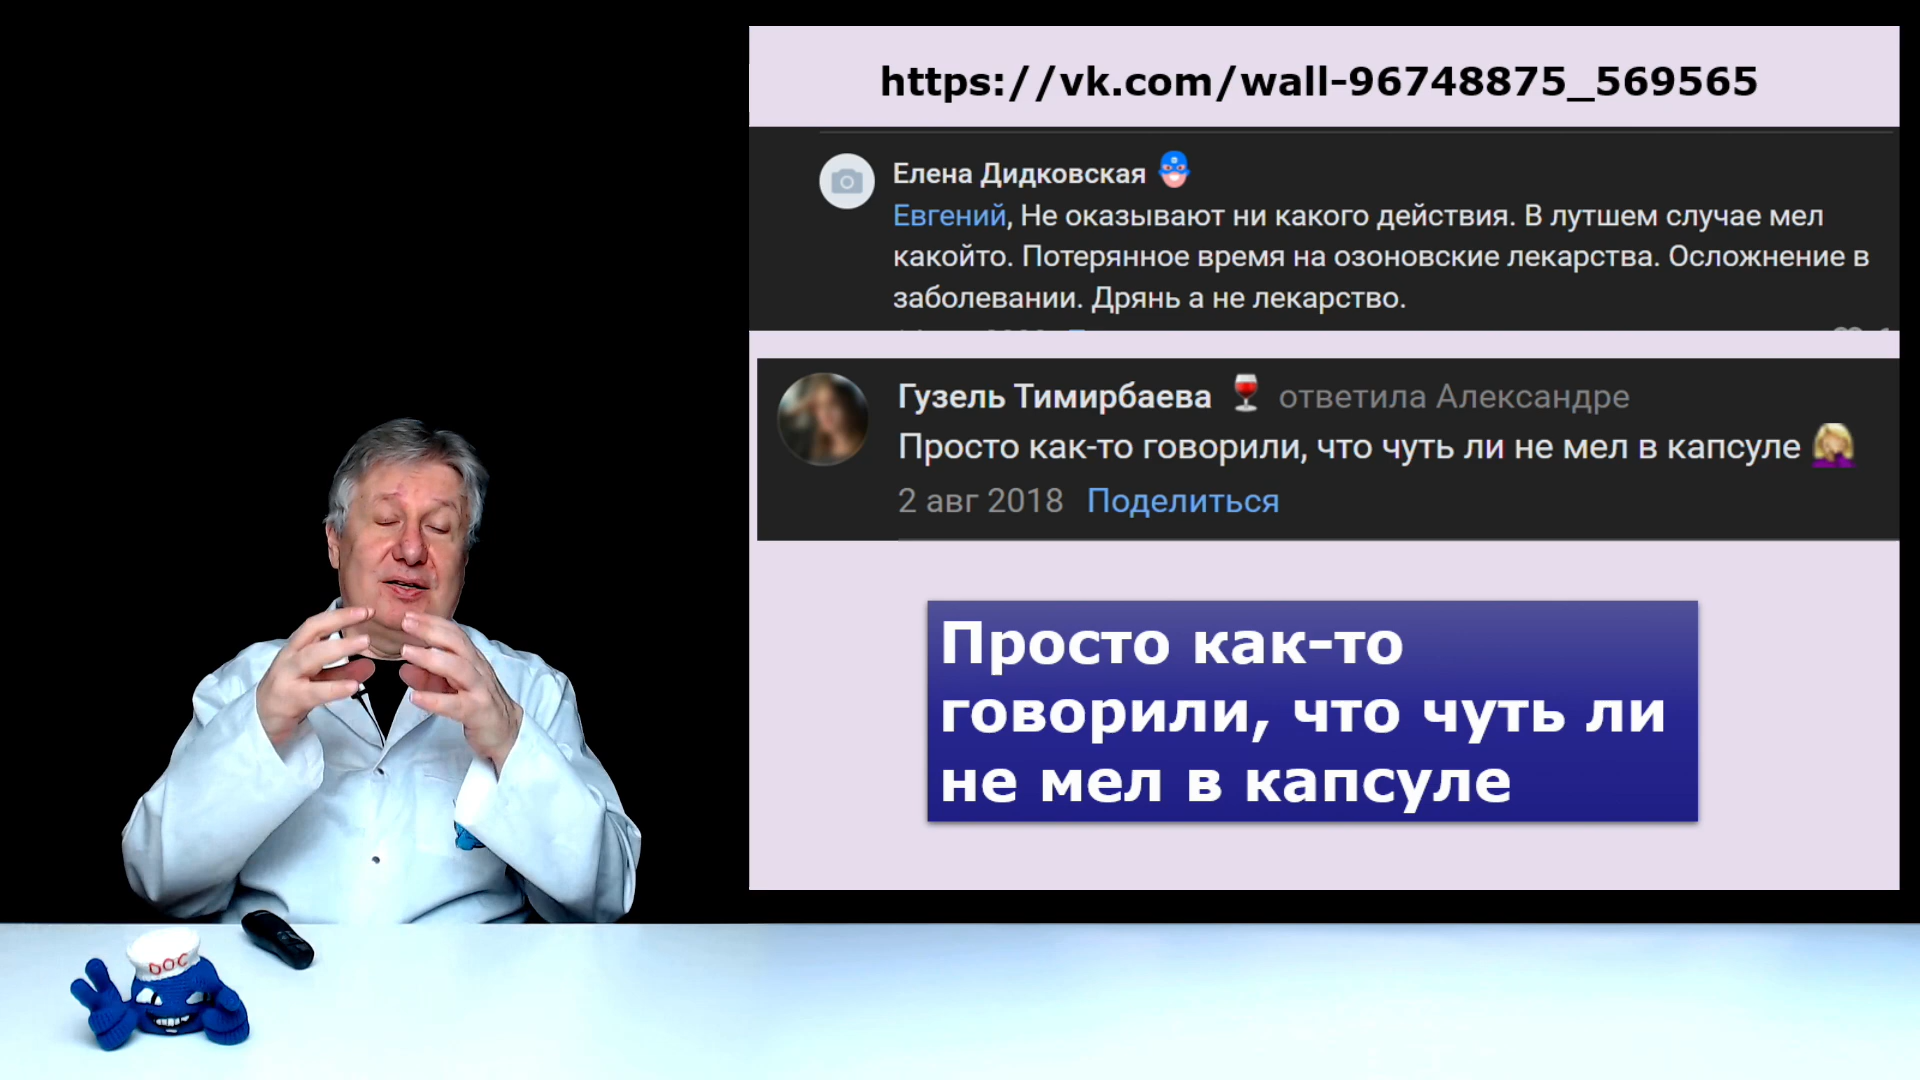 https://vk.com/wall-96748875_569565
Елена Дидковская
Евгений, Не оказывают ни какого действия. В лутшем случае мел
какойто. Потерянное время на озоновские лекарства. Осложнение в
заболевании. Дрянь а не лекарство.
Гузель Тимирбаева ответила Александре
Просто как-то говорили, что чуть ли не мел в капсуле
2 авг 2018 Поделиться
Просто как-то
говорили, что чуть ли
не мел в капсуле
DOC